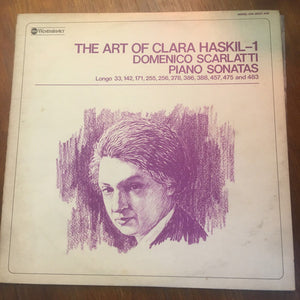 THE ART OF CLARA HASKIL–1
DOMENICO SCARLATTI
PIANO SONATAS
Longo 33, 142, 171, 255, 256, 378, 386, 388, 457, 475 and 483